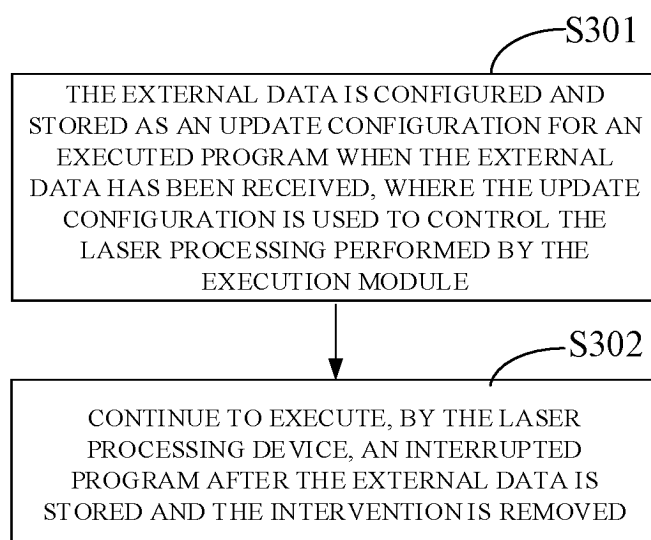 S301
THE EXTERNAL DATA IS CONFIGURED AND
STORED AS AN UPDATE CONFIGURATION FOR AN
EXECUTED PROGRAM WHEN THE EXTERNAL
DATA HAS BEEN RECEIVED, WHERE THE UPDATE
CONFIGURATION IS USED TO CONTROL THE
LASER PROCESSING PERFORMED BY THE
EXECUTION MODULE
S302
CONTINUE TO EXECUTE, BY THE LASER
PROCESSING DEVICE, AN INTERRUPTED
PROGRAM AFTER THE EXTERNAL DATA IS
STORED AND THE INTERVENTION IS REMOVED